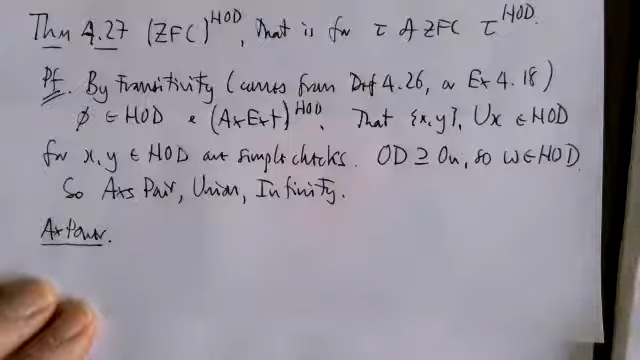 Thm 4.27 (ZFC)^HOD, That is for τ A ZFC τ^HOD.
Pf. By Transitivity (comes from Def 4.26, or Ex 4.18)
∅ ∈ HOD & (AxExt)^HOD. That {x,y}, ∪x ∈ HOD
for x,y ∈ HOD are simple checks. OD ⊇ On, so ω ∈ HOD.
So Axs Pair, Union, Infinity.
AxPower.